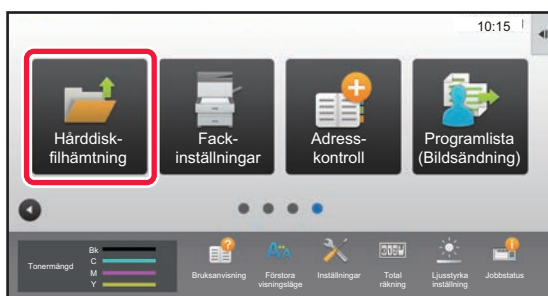 10:15
Hårddisk-
filhämtning
Fack-
inställningar
Adress-
kontroll
Programlista
(Bildsändning)
Tonermängd
Bk
C
M
Y
Bruksanvisning
Förstora
visningsläge
Inställningar
Total
räkning
Ljusstyrka
inställning
Jobbstatus